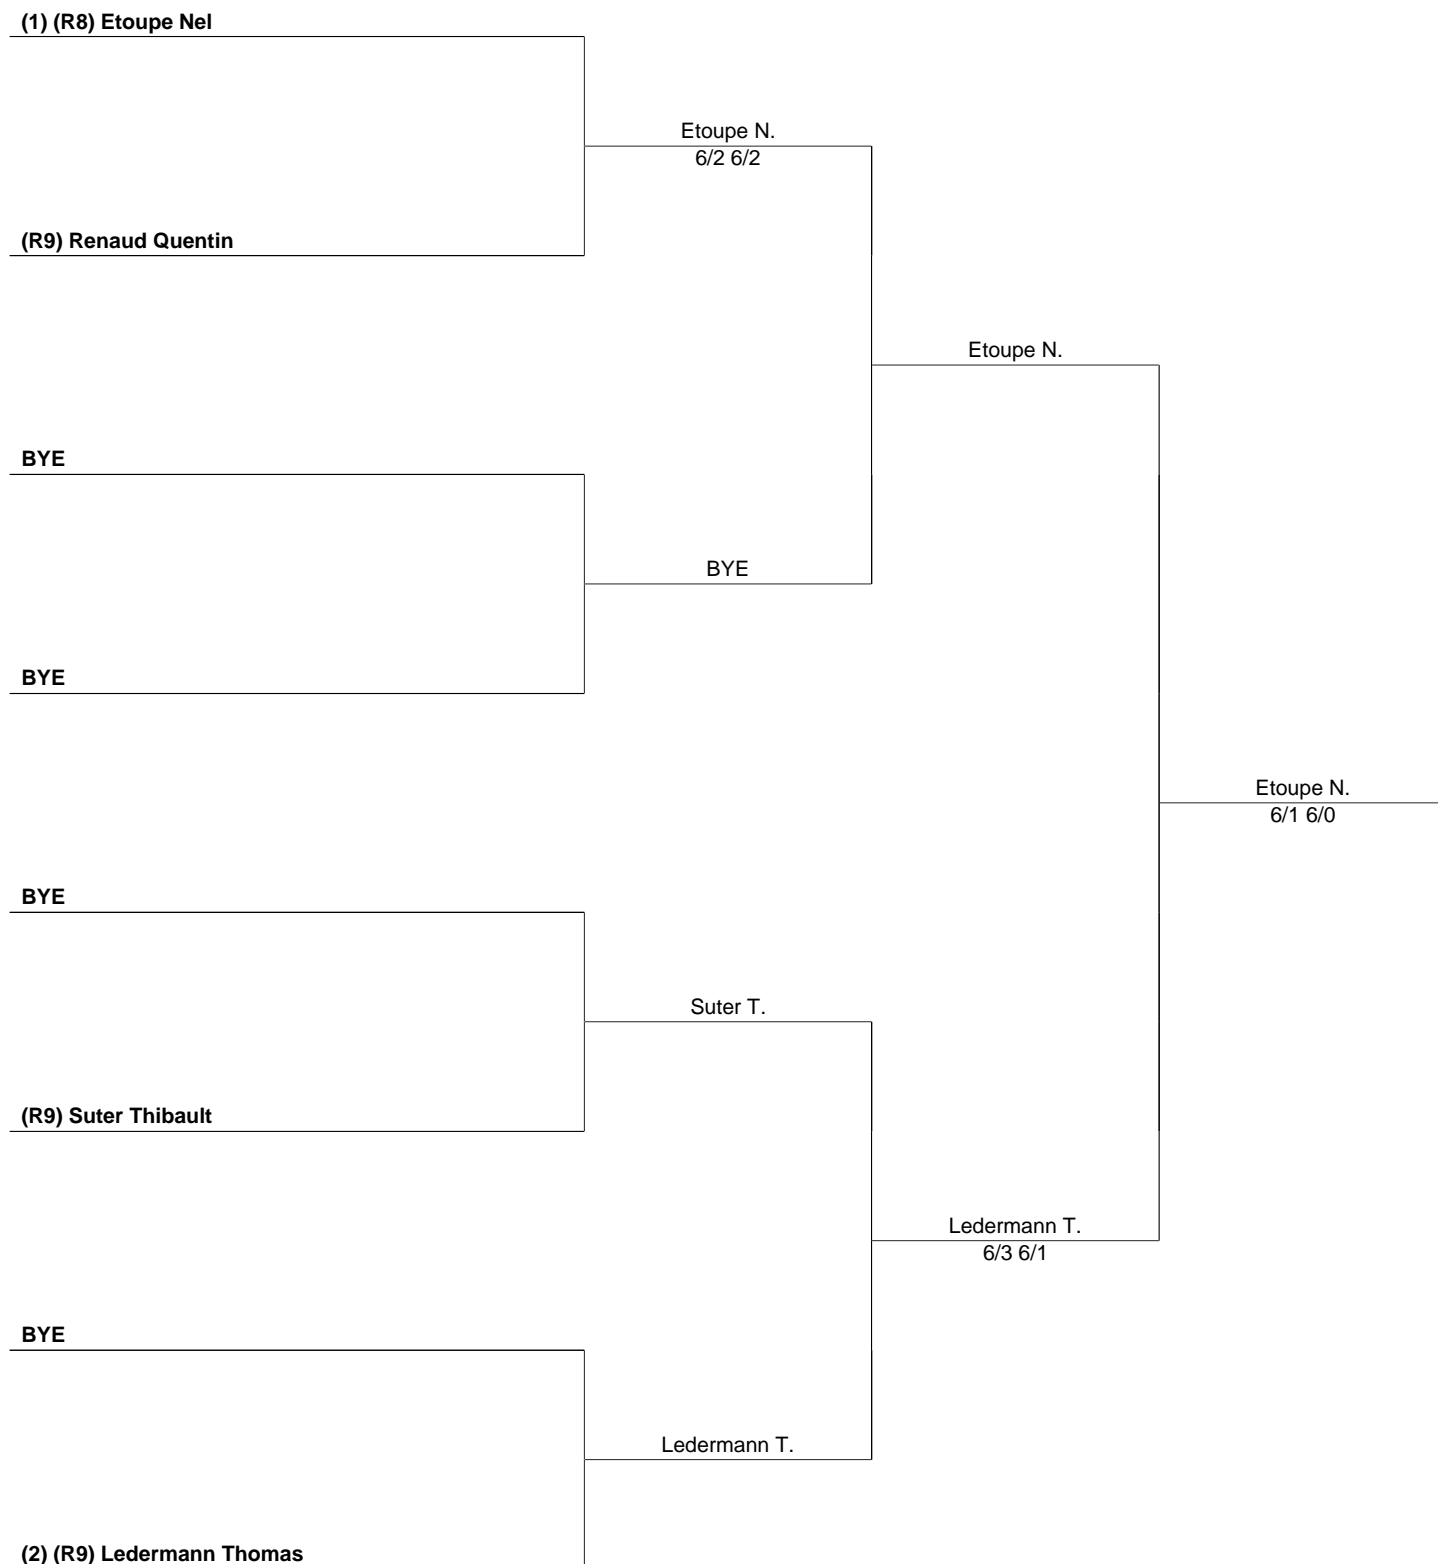 (1) (R8) Etoupe Nel
Etoupe N.
6/2 6/2
(R9) Renaud Quentin
Etoupe N.
BYE
BYE
BYE
Etoupe N.
6/1 6/0
BYE
Suter T.
(R9) Suter Thibault
Ledermann T.
6/3 6/1
BYE
Ledermann T.
(2) (R9) Ledermann Thomas